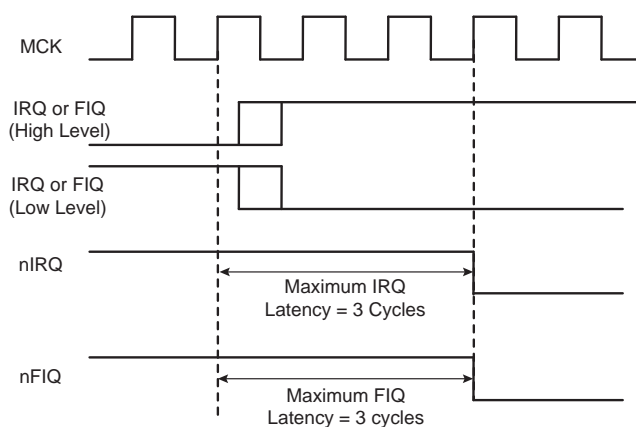 MCK
IRQ or FIQ
(High Level)
IRQ or FIQ
(Low Level)
nIRQ
Maximum IRQ
Latency = 3 Cycles
nFIQ
Maximum FIQ
Latency = 3 cycles